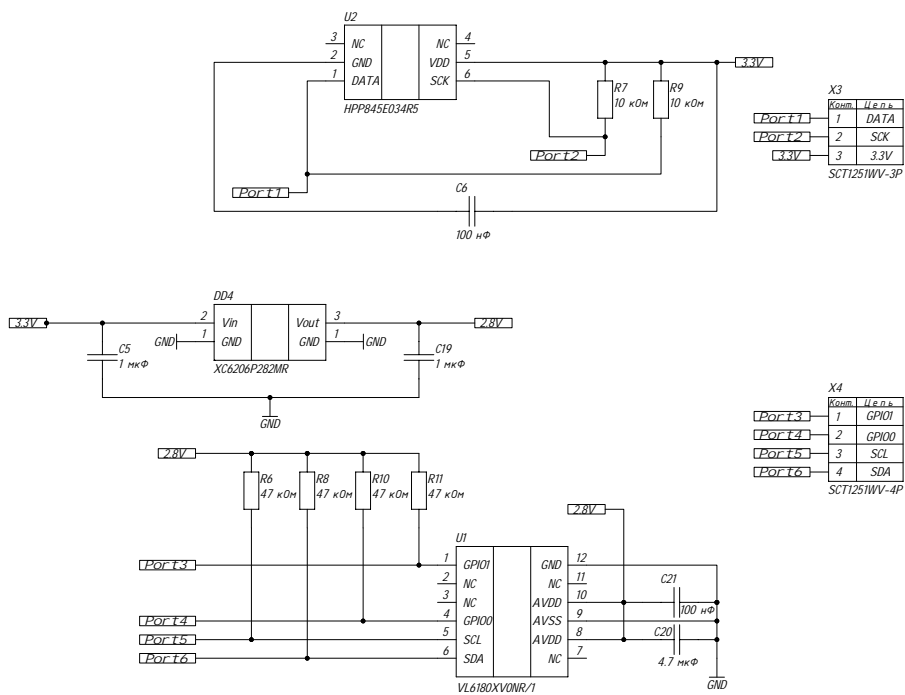 U2
3 NC NC 4
2 GND VDD 5
1 DATA SCK 6
HPP845E034R5
3.3V
R7
10 кОм
R9
10 кОм
Port2
Port1
C6
100 нФ
X3
Конт. Цепь
Port1 1 DATA
Port2 2 SCK
3.3V 3 3.3V
SCT1251WV-3P
DD4
3.3V 2 Vin Vout 3 2.8V
GND 1 GND GND 1 GND
XC6206P282MR
C5
1 мкФ
C19
1 мкФ
GND
X4
Конт. Цепь
Port3 1 GPIO1
Port4 2 GPIO0
Port5 3 SCL
Port6 4 SDA
SCT1251WV-4P
2.8V
R6
47 кОм
R8
47 кОм
R10
47 кОм
R11
47 кОм
2.8V
U1
Port3 1 GPIO1 GND 12
2 NC NC 11
3 NC AVDD 10
Port4 4 GPIO0 AVSS 9
Port5 5 SCL AVDD 8
Port6 6 SDA NC 7
VL6180XV0NR/1
C21
100 нФ
C20
4.7 мкФ
GND